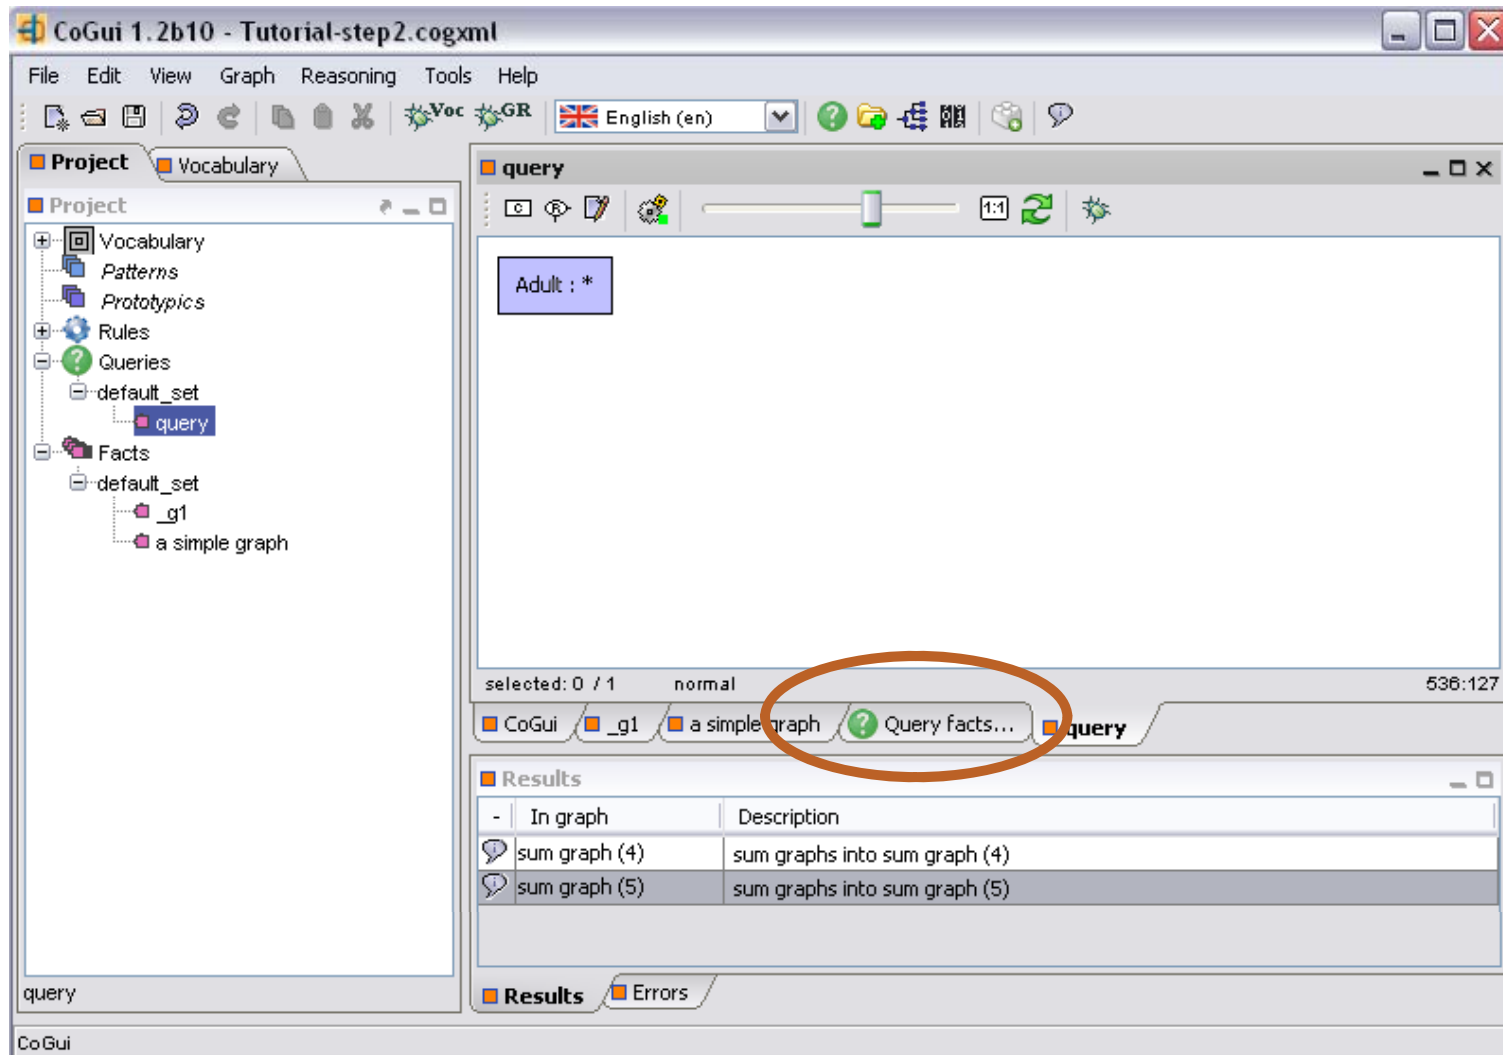 CoGui 1.2b10 - Tutorial-step2.cogxml
File Edit View Graph Reasoning Tools Help
Voc GR English (en)
Project Vocabulary
Project
Vocabulary
Patterns
Prototypics
Rules
Queries
default_set
query
Facts
default_set
_g1
a simple graph
query
query
1:1
Adult : *
selected: 0 / 1 normal 536:127
CoGui _g1 a simple graph Query facts... query
Results
- In graph Description
sum graph (4) sum graphs into sum graph (4)
sum graph (5) sum graphs into sum graph (5)
Results Errors
CoGui